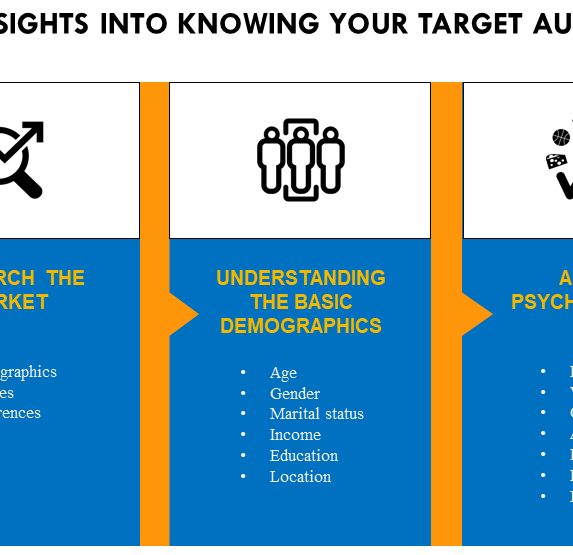 SIGHTS INTO KNOWING YOUR TARGET AU
RCH THE
RKET
graphics
es
rences
UNDERSTANDING
THE BASIC
DEMOGRAPHICS
• Age
• Gender
• Marital status
• Income
• Education
• Location
A
PSYCH